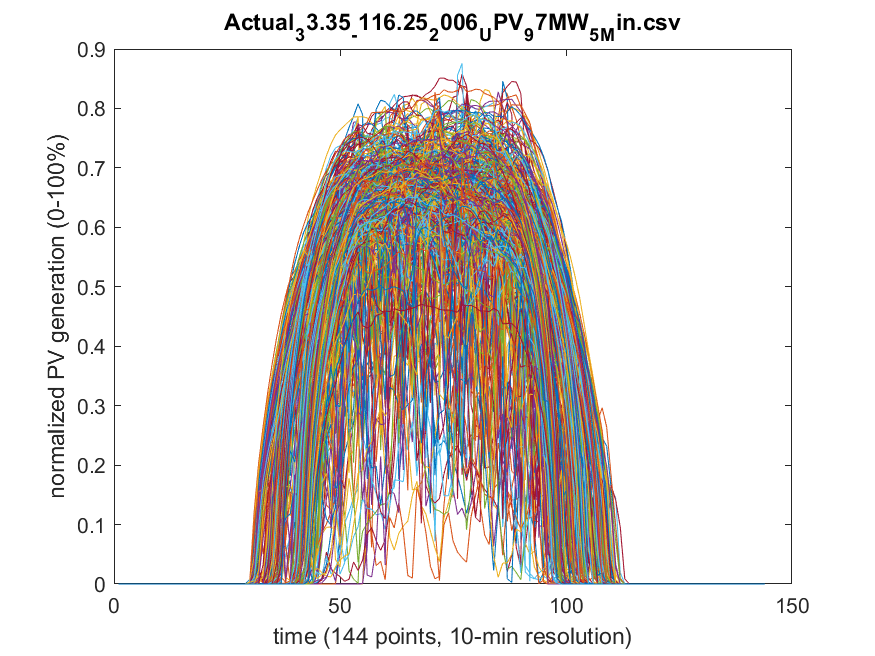 Actual_33.35_-116.25_2006_UPV_97MW_5Min.csv
0.9
0.8
0.7
0.6
0.5
0.4
0.3
0.2
0.1
0
normalized PV generation (0-100%)
0 50 100 150
time (144 points, 10-min resolution)